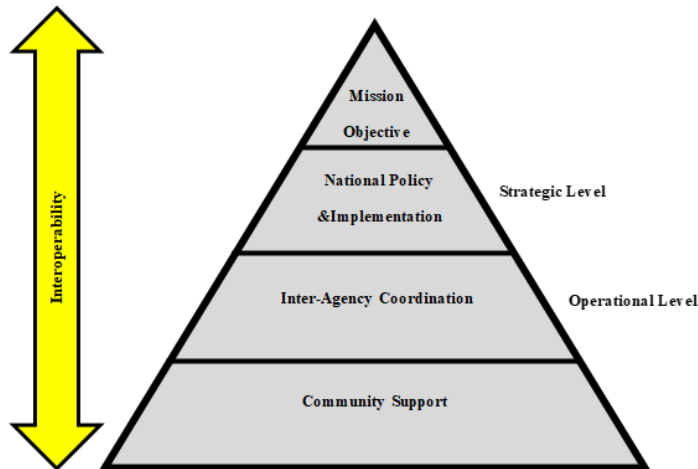 Mission
Objective
National Policy
&Implementation
Strategic Level
Interoperability
Inter-Agency Coordination
Operational Level
Community Support